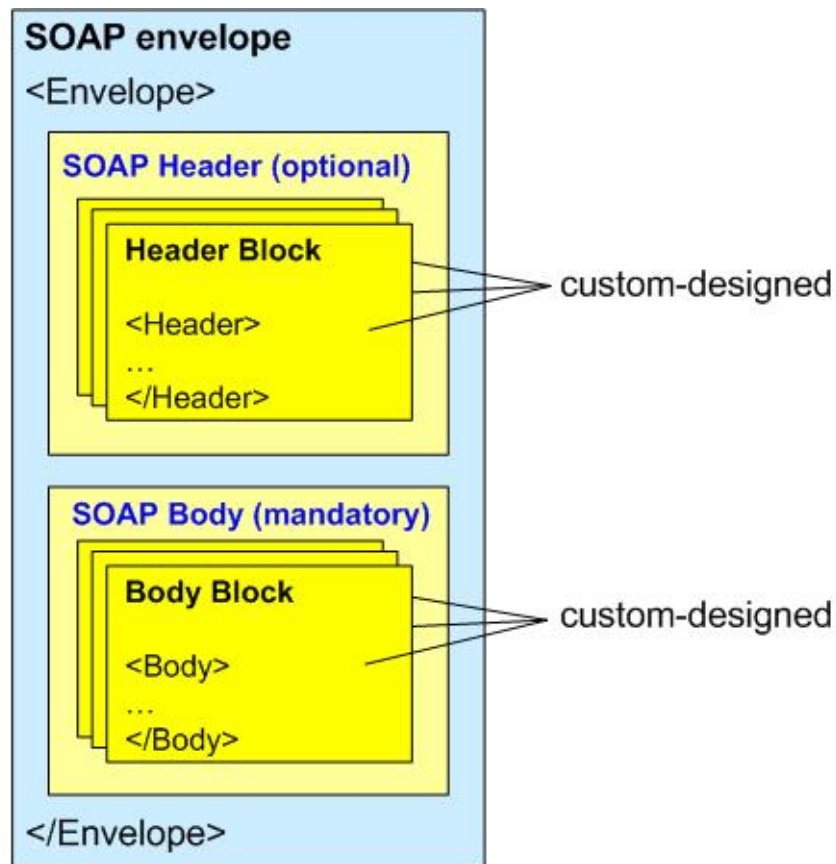 SOAP envelope
<Envelope>
SOAP Header (optional)
Header Block
<Header>
...
</Header>
custom-designed
SOAP Body (mandatory)
Body Block
<Body>
...
</Body>
custom-designed
</Envelope>